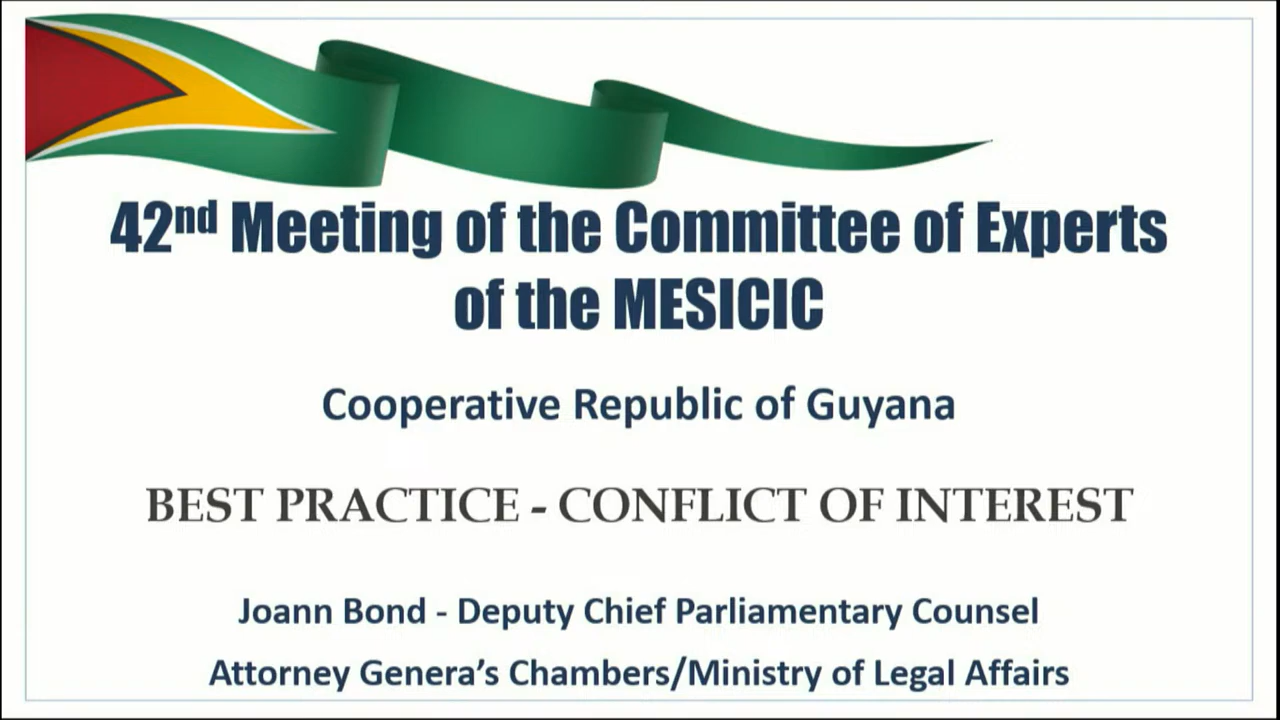 42nd Meeting of the Committee of Experts
of the MESICIC
Cooperative Republic of Guyana
BEST PRACTICE - CONFLICT OF INTEREST
Joann Bond - Deputy Chief Parliamentary Counsel
Attorney Genera’s Chambers/Ministry of Legal Affairs